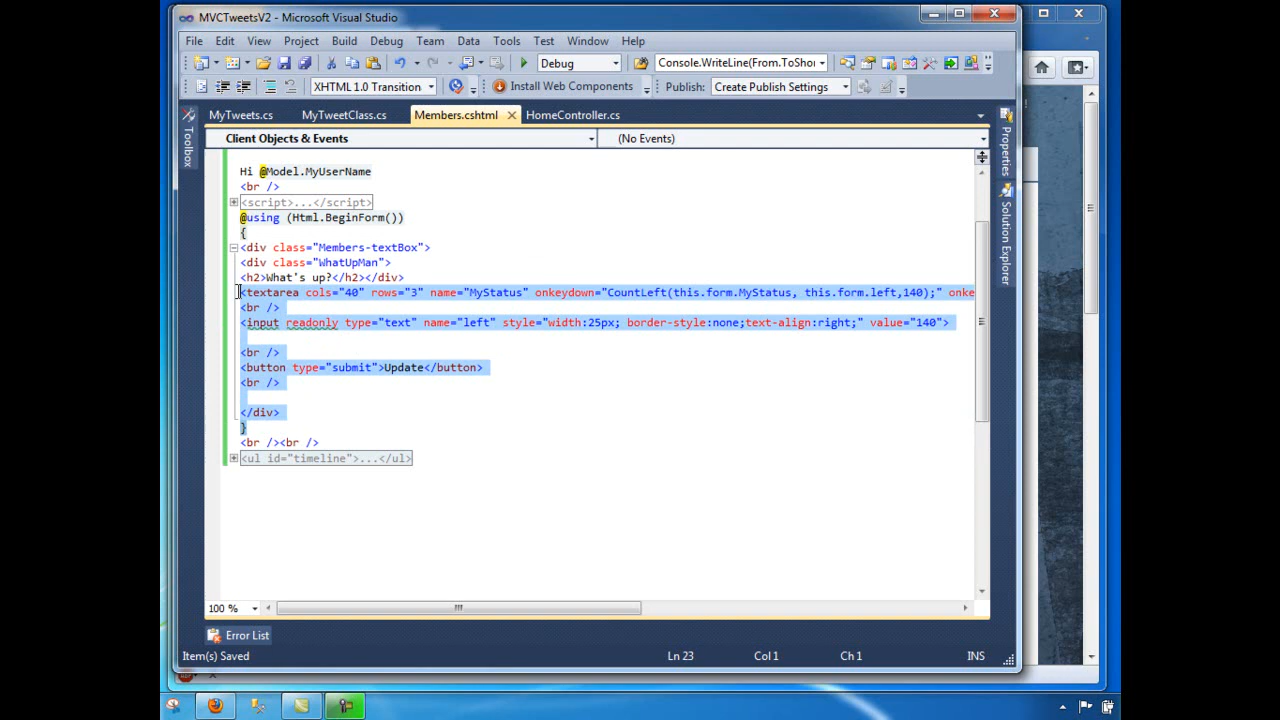 MVCTweetsV2 - Microsoft Visual Studio
File Edit View Project Build Debug Team Data Tools Test Window Help
Debug Console.WriteLine(From.ToSho
XHTML 1.0 Transition Install Web Components Publish: Create Publish Settings
MyTweets.cs MyTweetClass.cs Members.cshtml HomeController.cs
Toolbox
Properties
Solution Explorer
Client Objects & Events (No Events)
Hi @Model.MyUserName
<br />
<script>...</script>
@using (Html.BeginForm())
{
<div class="Members-textBox">
<div class="WhatUpMan">
<h2>What's up?</h2></div>
<textarea cols="40" rows="3" name="MyStatus" onkeydown="CountLeft(this.form.MyStatus, this.form.left,140);" onke
<br />
<input readonly type="text" name="left" style="width:25px; border-style:none;text-align:right;" value="140">
<br />
<button type="submit">Update</button>
<br />
</div>
}
<br /><br />
<ul id="timeline">...</ul>
100 %
Error List
Item(s) Saved Ln 23 Col 1 Ch 1 INS